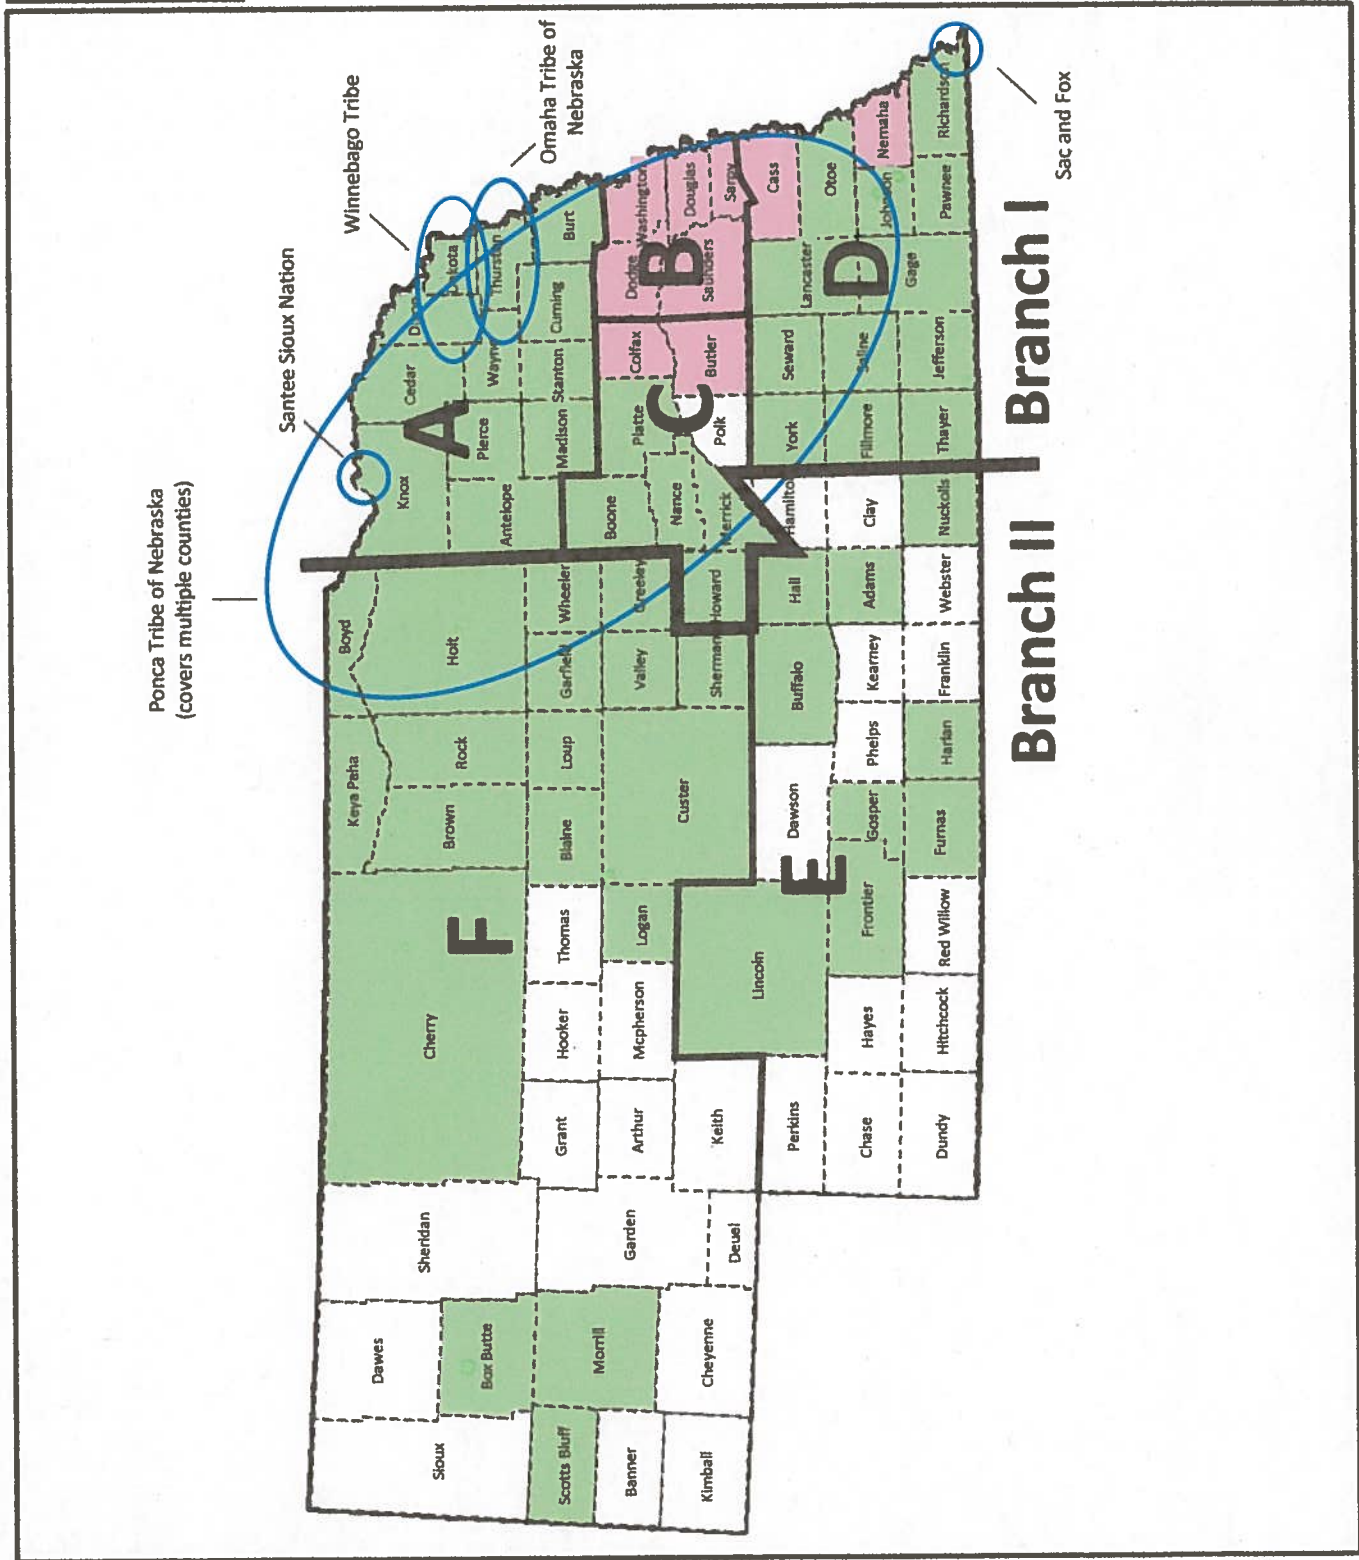 Ponca Tribe of Nebraska
(covers multiple counties)
Santee Sioux Nation
Winnebago Tribe
Omaha Tribe of
Nebraska
Sac and Fox
Branch I
Branch II
A
B
C
D
E
F
Sioux
Dawes
Box Butte
Scotts Bluff
Banner
Kimball
Morrill
Cheyenne
Sheridan
Garden
Deuel
Cherry
Grant
Hooker
Thomas
Arthur
Mcpherson
Logan
Keith
Keya Paha
Brown
Rock
Blaine
Loup
Custer
Boyd
Holt
Garfield
Wheeler
Valley
Greeley
Sherman
Howard
Knox
Antelope
Cedar
Pierce
Wayne
Madison
Stanton
Cuming
Thurston
Burt
Boone
Nance
Merrick
Platte
Colfax
Polk
Butler
Dodge
Washington
Saunders
Douglas
Sarpy
Cass
Lancaster
Otoe
Johnson
Nemaha
Gage
Pawnee
Richardson
York
Seward
Fillmore
Saline
Thayer
Jefferson
Perkins
Lincoln
Dawson
Buffalo
Hall
Hamilto
Chase
Hayes
Frontier
Gosper
Phelps
Kearney
Adams
Clay
Dundy
Hitchcock
Red Willow
Furnas
Harlan
Franklin
Webster
Nuckolls